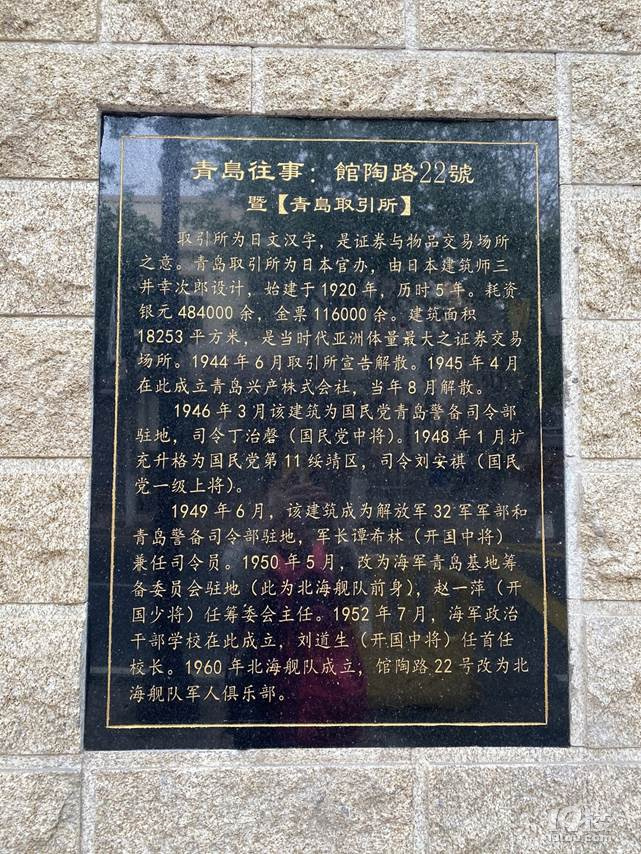 青島往事：館陶路22號
暨【青島取引所】
取引所为日文汉字，是证券与物品交易场所
之意。青岛取引所为日本官办，由日本建筑师三
井幸次郎设计，始建于1920年，历时5年。耗资
银元484000余，金票116000余。建筑面积
18253平方米，是当时代亚洲体量最大之证券交易
场所。1944年6月取引所宣告解散。1945年4月
在此成立青岛兴产株式会社，当年8月解散。
1946年3月该建筑为国民党青岛警备司令部
驻地，司令丁治磬（国民党中将）。1948年1月扩
充升格为国民党第11绥靖区，司令刘安祺（国民
党一级上将）。
1949年6月，该建筑成为解放军32军军部和
青岛警备司令部驻地，军长谭希林（开国中将）
兼任司令员。1950年5月，改为海军青岛基地筹
备委员会驻地（此为北海舰队前身），赵一萍（开
国少将）任筹委会主任。1952年7月，海军政治
干部学校在此成立，刘道生（开国中将）任首任
校长。1960年北海舰队成立，馆陶路22号改为北
海舰队军人俱乐部。